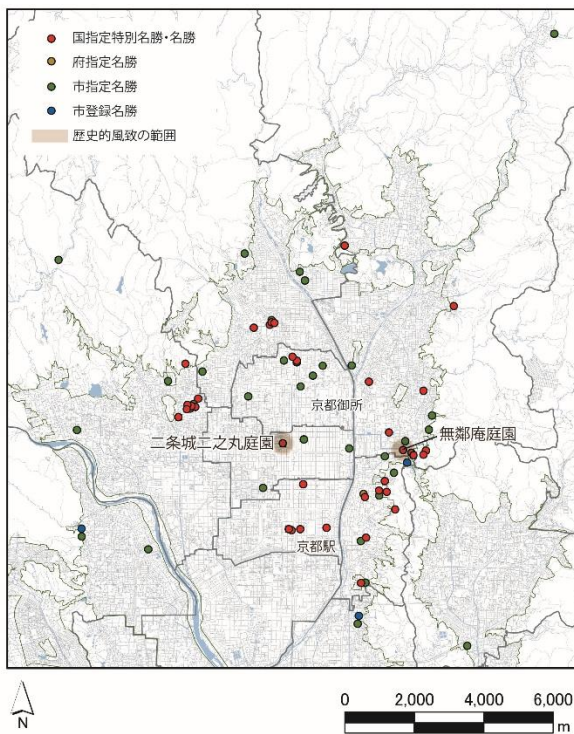 国指定特別名勝・名勝
府指定名勝
市指定名勝
市登録名勝
歴史的風致の範囲
京都御所
二条城二之丸庭園
無鄰庵庭園
京都駅
N
0 2,000 4,000 6,000
m